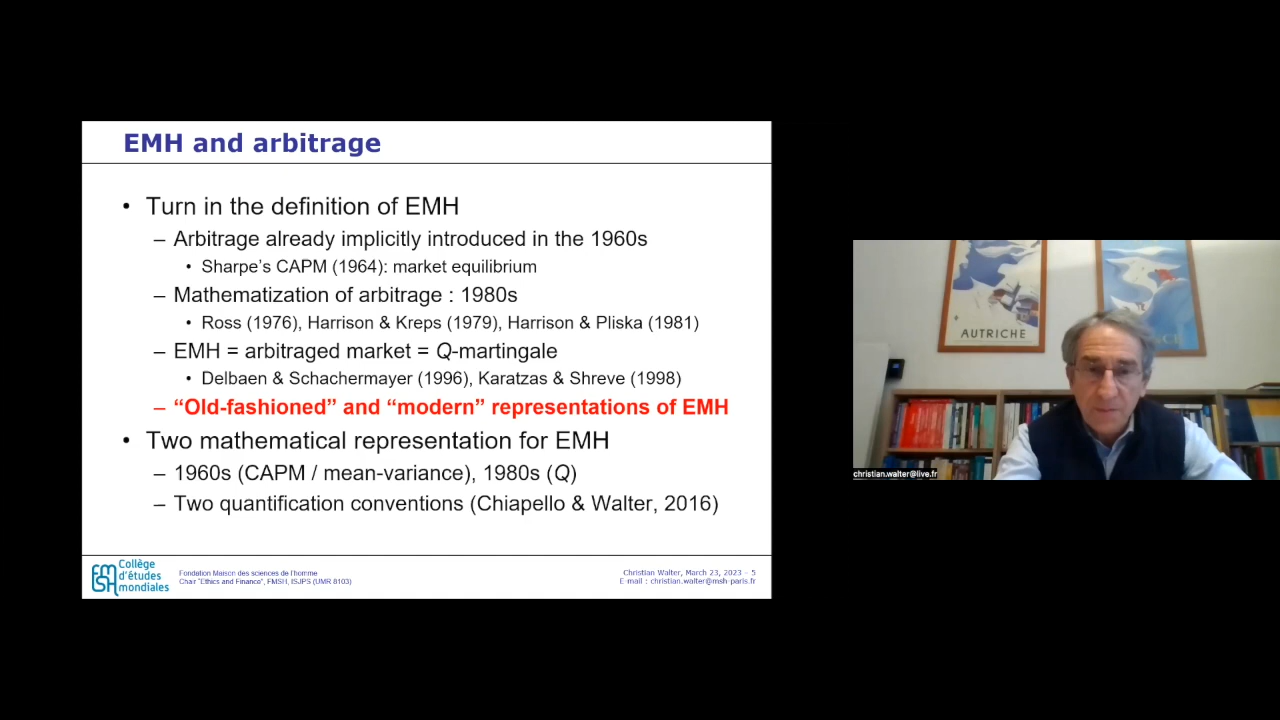 EMH and arbitrage
• Turn in the definition of EMH
– Arbitrage already implicitly introduced in the 1960s
• Sharpe’s CAPM (1964): market equilibrium
– Mathematization of arbitrage : 1980s
• Ross (1976), Harrison & Kreps (1979), Harrison & Pliska (1981)
– EMH = arbitraged market = Q-martingale
• Delbaen & Schachermayer (1996), Karatzas & Shreve (1998)
– “Old-fashioned” and “modern” representations of EMH
• Two mathematical representation for EMH
– 1960s (CAPM / mean-variance), 1980s (Q)
– Two quantification conventions (Chiapello & Walter, 2016)
FMSH
Collège
d'études
mondiales
Fondation Maison des sciences de l'homme
Chair "Ethics and Finance", FMSH, ISJPS (UMR 8103)
Christian Walter, March 23, 2023 – 5
E-mail : christian.walter@msh-paris.fr
AUTRICHE
christian.walter@live.fr